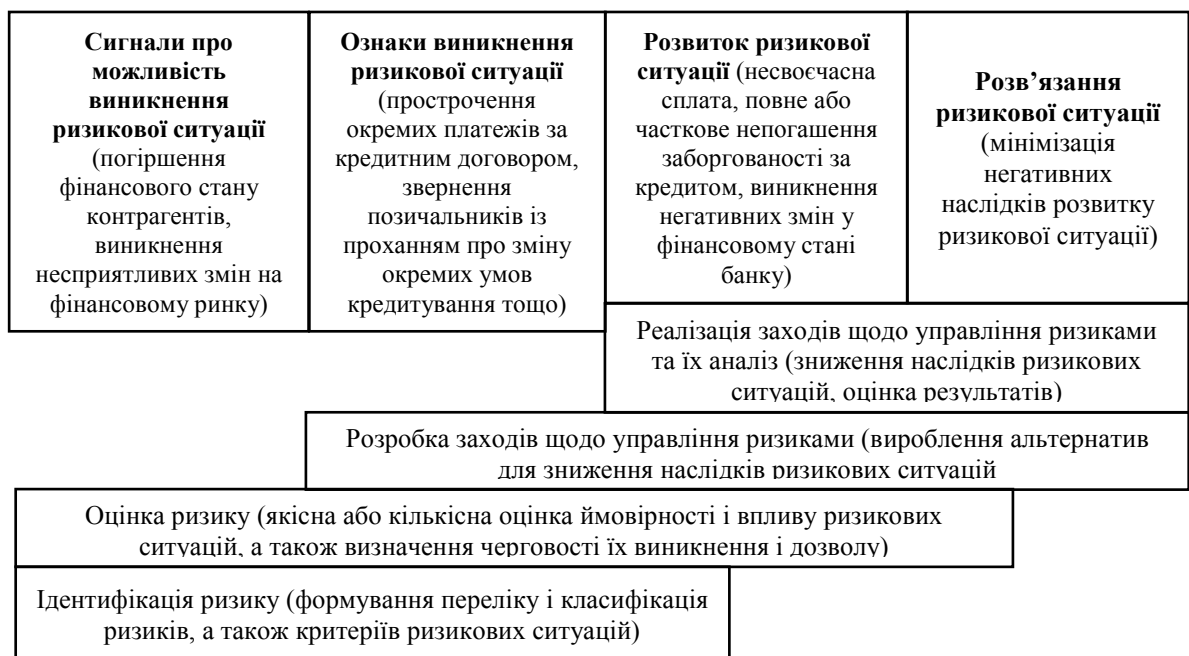 Сигнали про
можливість
виникнення
ризикової ситуації
(погіршення
фінансового стану
контрагентів,
виникнення
несприятливих змін на
фінансовому ринку)
Ознаки виникнення
ризикової ситуації
(прострочення
окремих платежів за
кредитним договором,
звернення
позичальників із
проханням про зміну
окремих умов
кредитування тощо)
Розвиток ризикової
ситуації (несвоєчасна
сплата, повне або
часткове непогашення
заборгованості за
кредитом, виникнення
негативних змін у
фінансовому стані
банку)
Розв’язання
ризикової ситуації
(мінімізація
негативних
наслідків розвитку
ризикової ситуації)
Реалізація заходів щодо управління ризиками
та їх аналіз (зниження наслідків ризикових
ситуацій, оцінка результатів)
Розробка заходів щодо управління ризиками (вироблення альтернатив
для зниження наслідків ризикових ситуацій
Оцінка ризику (якісна або кількісна оцінка ймовірності і впливу ризикових
ситуацій, а також визначення черговості їх виникнення і дозволу)
Ідентифікація ризику (формування переліку і класифікація
ризиків, а також критеріїв ризикових ситуацій)